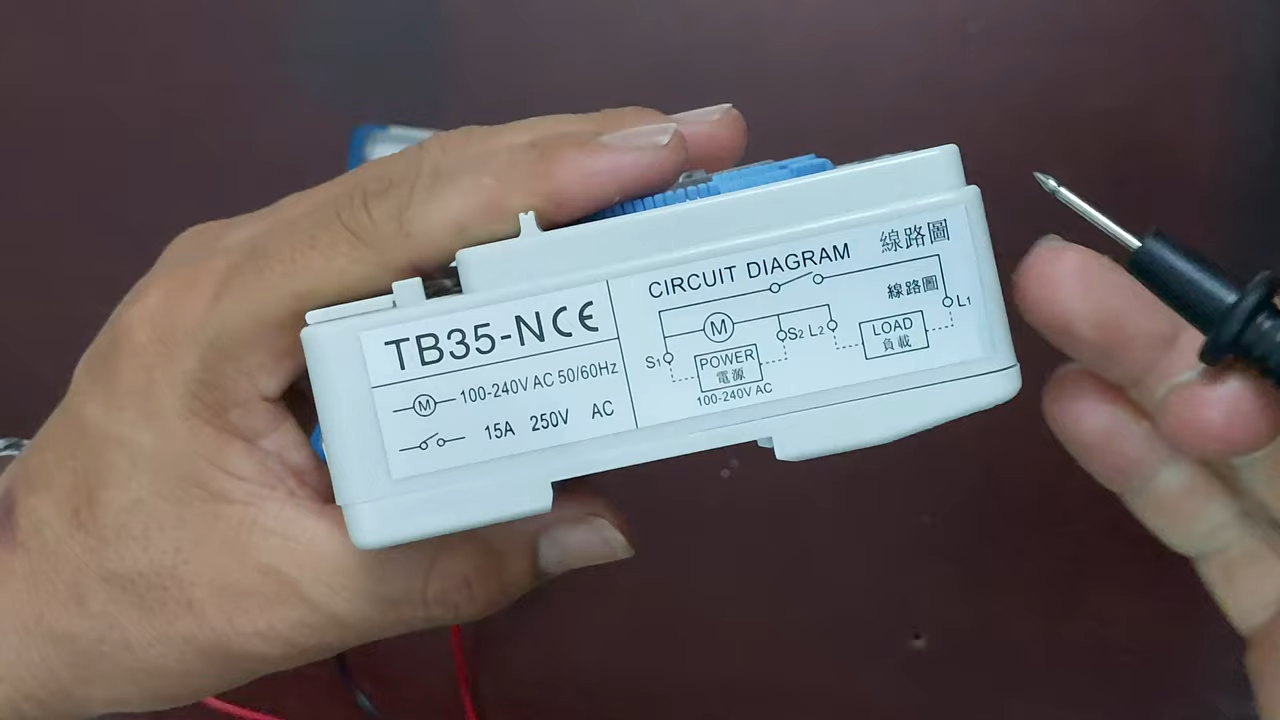 TB35-N CE
M 100-240V AC 50/60Hz
15A 250V AC
CIRCUIT DIAGRAM 線路圖
線路圖
M
S1 S2 L2 L1
POWER
電源
100-240V AC
LOAD
負載